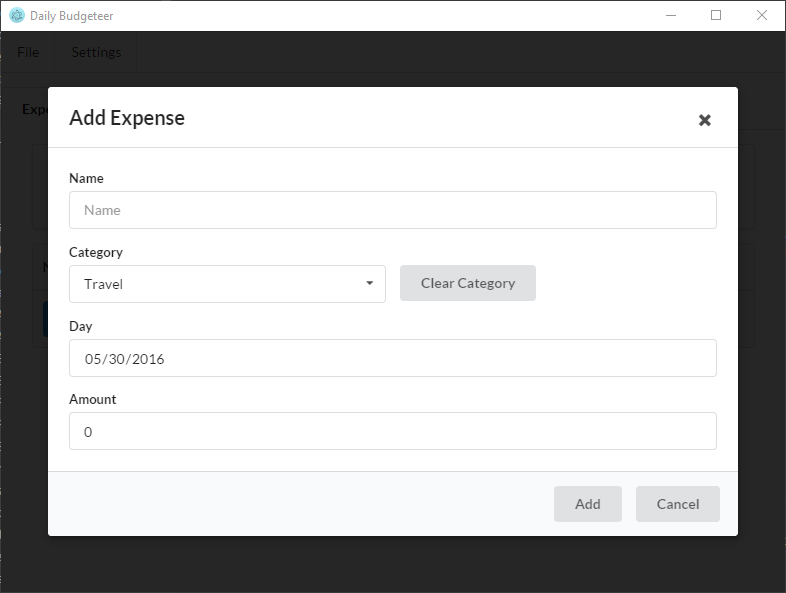 Daily Budgeteer
File Settings
Add Expense
Name
Name
Category
Travel Clear Category
Day
05/30/2016
Amount
0
Add Cancel